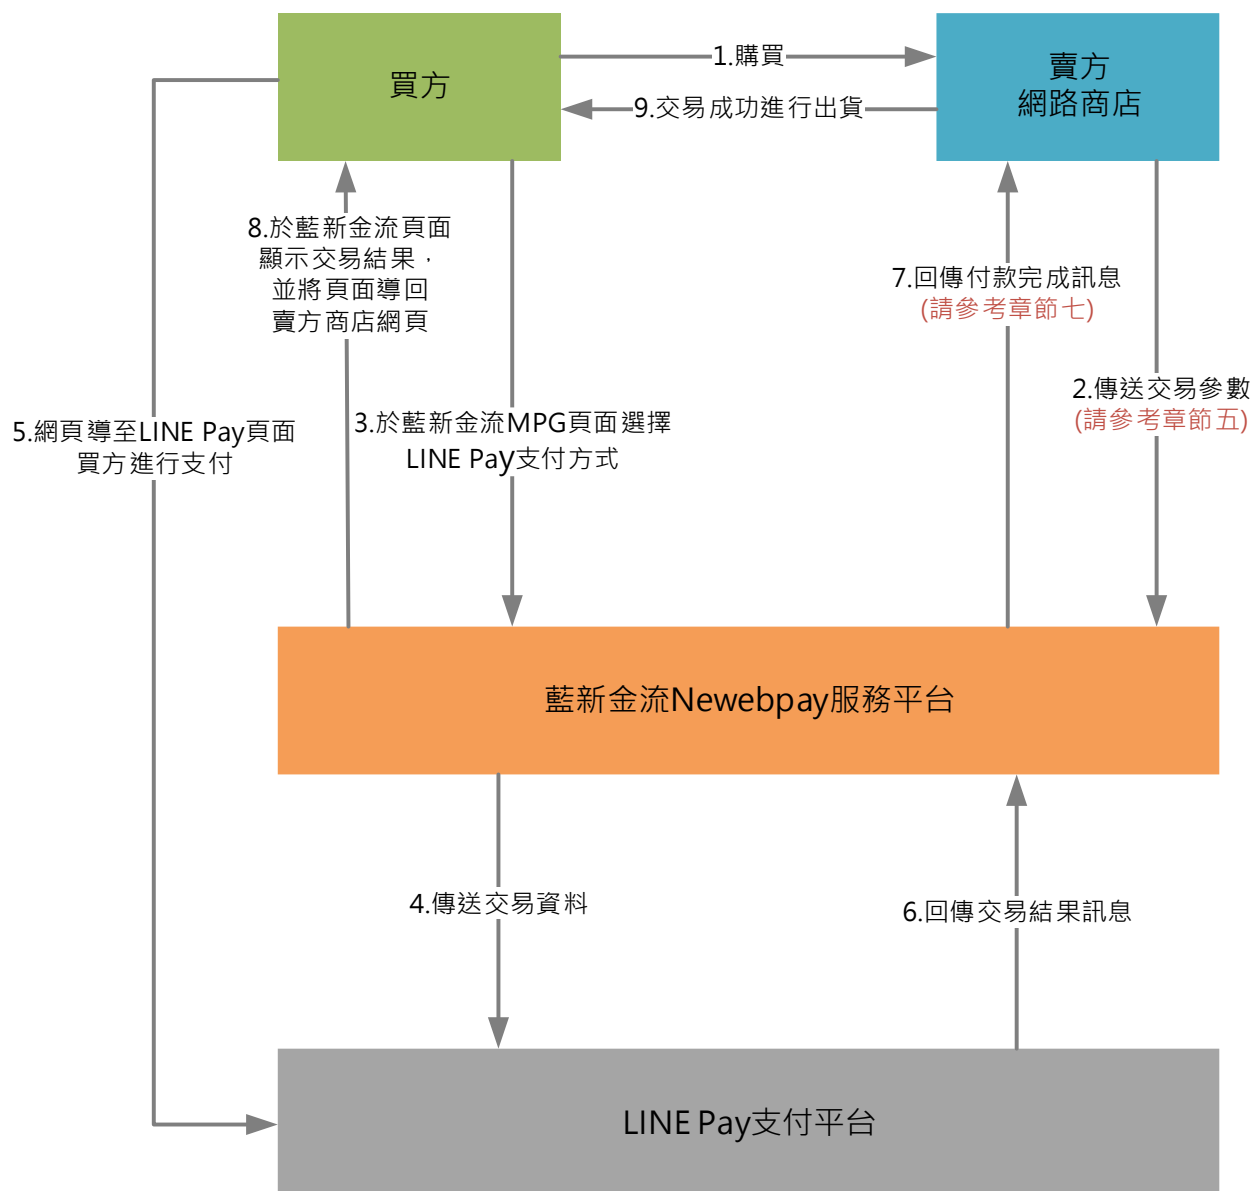 買方
1.購買
賣方
網路商店
9.交易成功進行出貨
8.於藍新金流頁面
顯示交易結果，
並將頁面導回
賣方商店網頁
7.回傳付款完成訊息
(請參考章節七)
2.傳送交易參數
(請參考章節五)
5.網頁導至LINE Pay頁面
買方進行支付
3.於藍新金流MPG頁面選擇
LINE Pay支付方式
藍新金流Newebpay服務平台
4.傳送交易資料
6.回傳交易結果訊息
LINE Pay支付平台